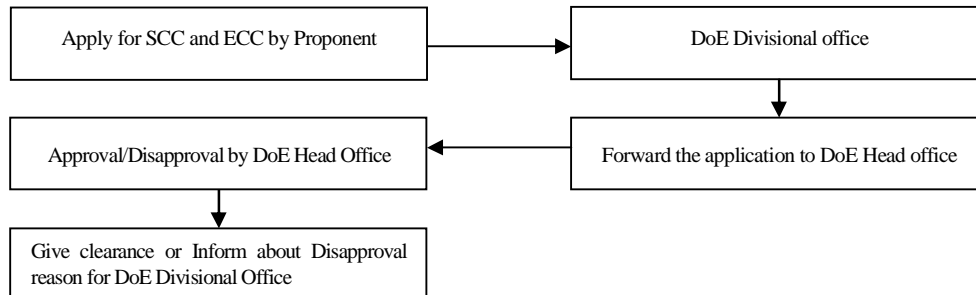 Apply for SCC and ECC by Proponent
DoE Divisional office
Forward the application to DoE Head office
Approval/Disapproval by DoE Head Office
Give clearance or Inform about Disapproval
reason for DoE Divisional Office